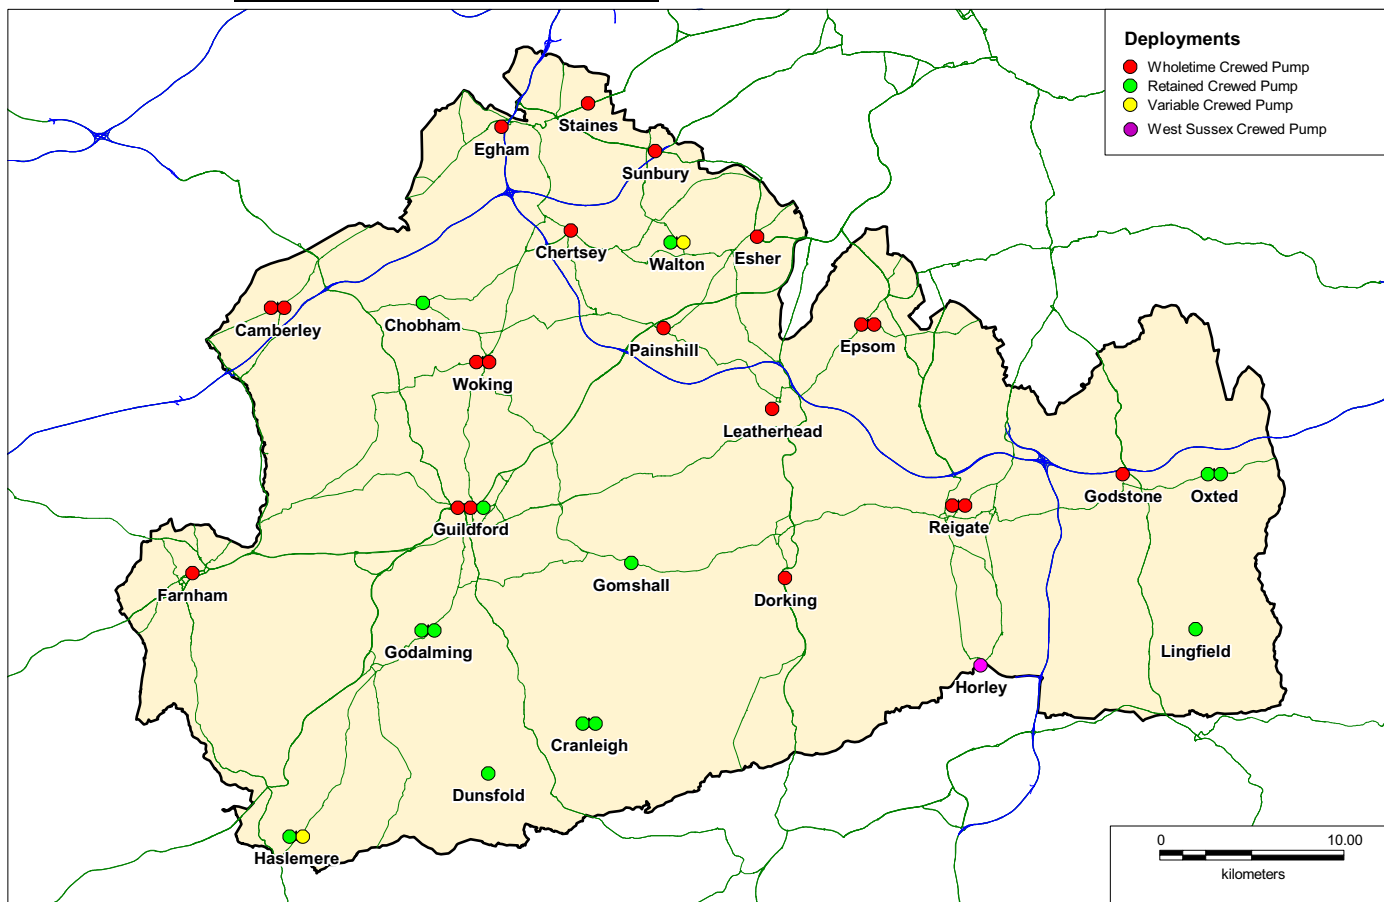 Deployments
Wholetime Crewed Pump
Retained Crewed Pump
Variable Crewed Pump
West Sussex Crewed Pump
Staines
Egham
Sunbury
Chertsey
Walton
Esher
Camberley
Chobham
Painshill
Epsom
Woking
Leatherhead
Godstone
Oxted
Guildford
Reigate
Gomshall
Farnham
Dorking
Godalming
Lingfield
Horley
Cranleigh
Dunsfold
Haslemere
0 10.00
kilometers